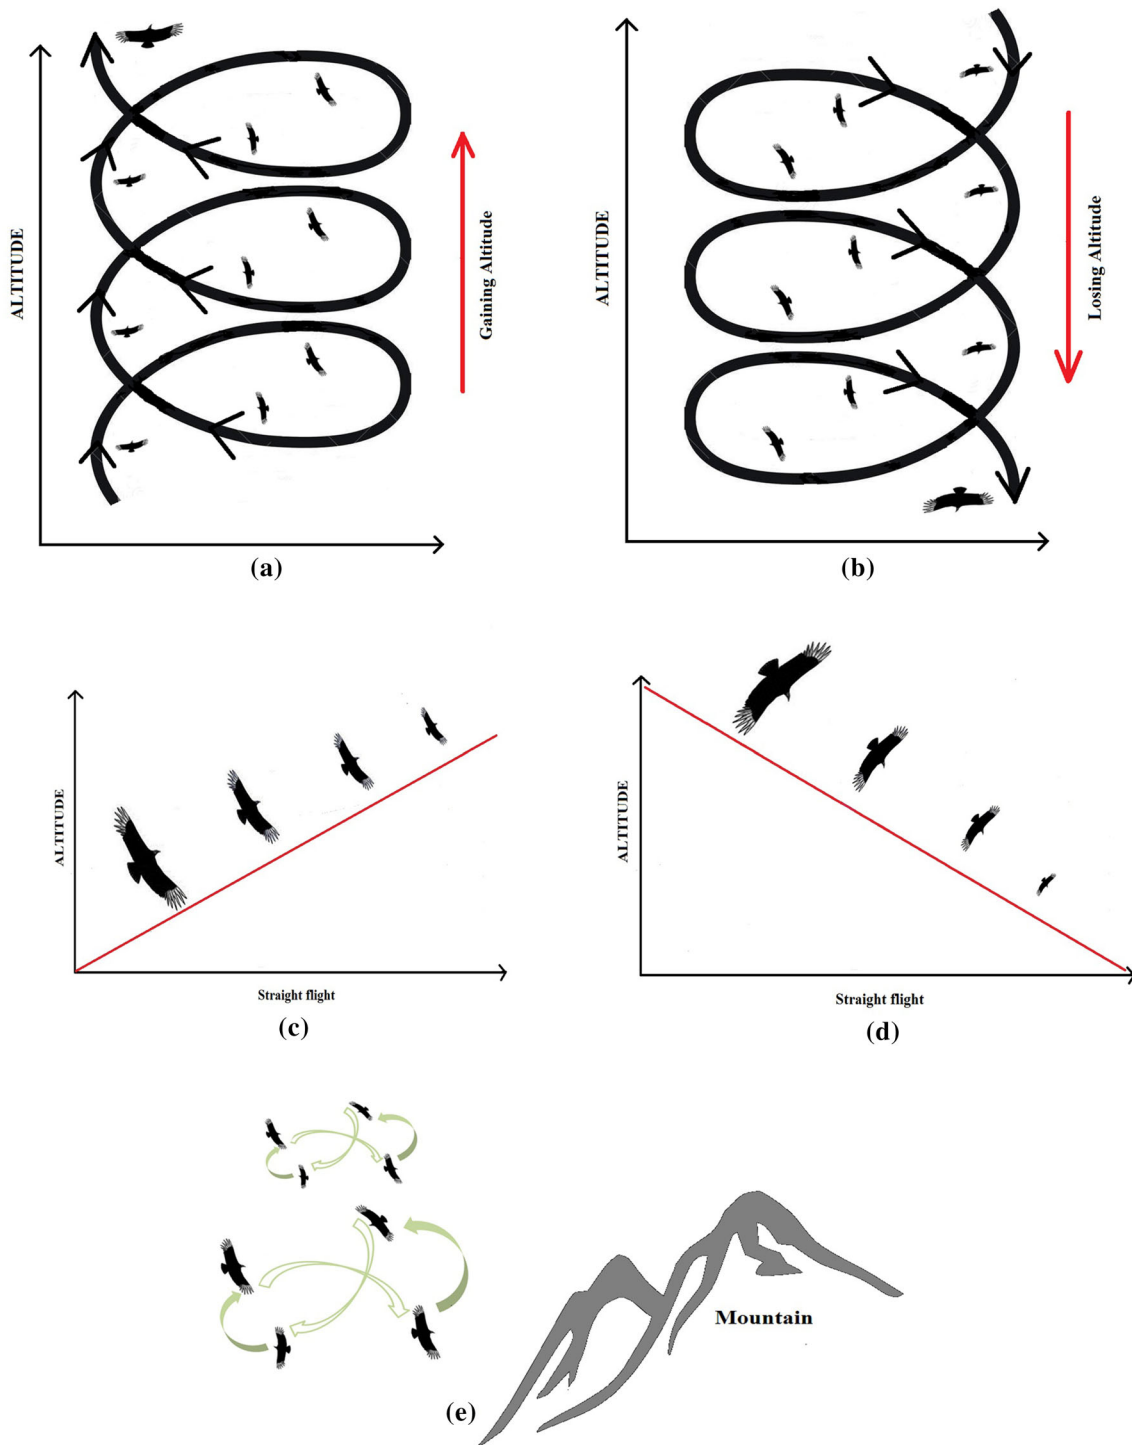 ALTITUDE
Gaining Altitude
(a)
ALTITUDE
Losing Altitude
(b)
ALTITUDE
Straight flight
(c)
ALTITUDE
Straight flight
(d)
Mountain
(e)